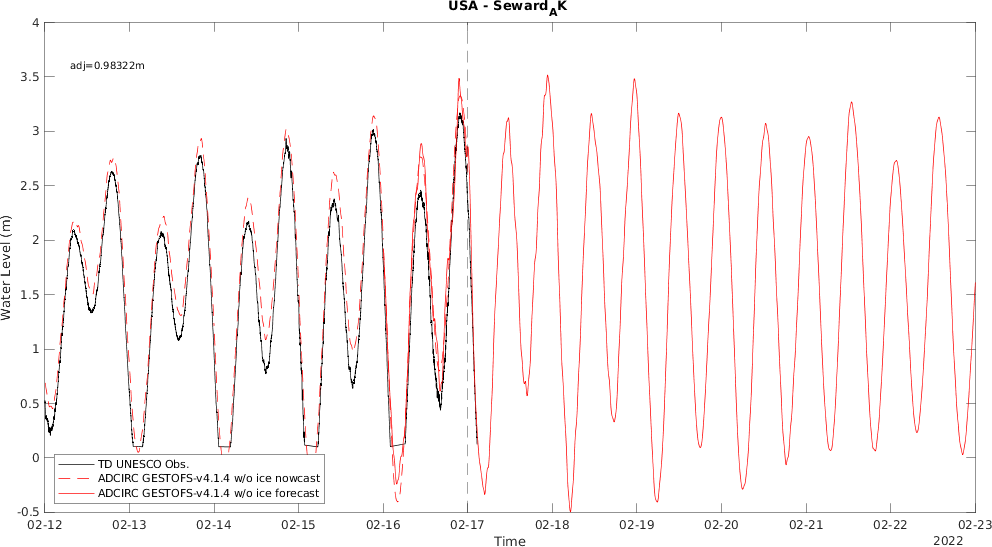 USA - Seward_AK
adj=0.98322m
Water Level (m)
4
3.5
3
2.5
2
1.5
1
0.5
0
-0.5
TD UNESCO Obs.
ADCIRC GESTOFS-v4.1.4 w/o ice nowcast
ADCIRC GESTOFS-v4.1.4 w/o ice forecast
02-12 02-13 02-14 02-15 02-16 02-17 02-18 02-19 02-20 02-21 02-22 02-23
Time
2022